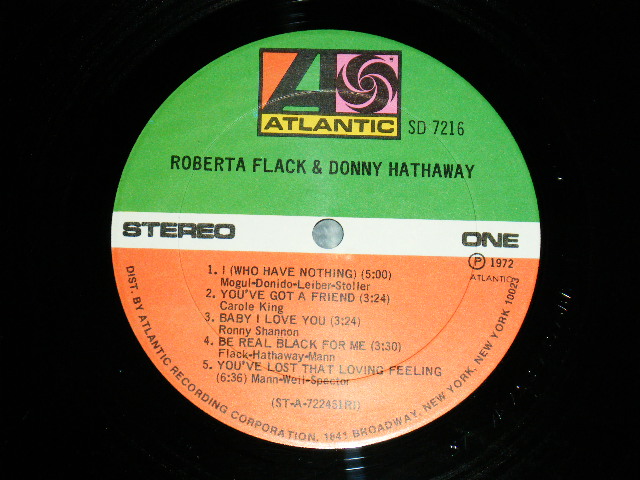 ATLANTIC
SD 7216
ROBERTA FLACK & DONNY HATHAWAY
STEREO
ONE
1. I (WHO HAVE NOTHING) (5:00)
Mogul-Donido-Leiber-Stoller
2. YOU'VE GOT A FRIEND (3:24)
Carole King
3. BABY I LOVE YOU (3:24)
Ronny Shannon
4. BE REAL BLACK FOR ME (3:30)
Flack-Hathaway-Mann
5. YOU'VE LOST THAT LOVING FEELING
(6:36) Mann-Weil-Spector
(ST-A-722451RI)
Ⓟ 1972
ATLANTIC
DIST. BY ATLANTIC RECORDING CORPORATION, 1841 BROADWAY, NEW YORK, NEW YORK 10023